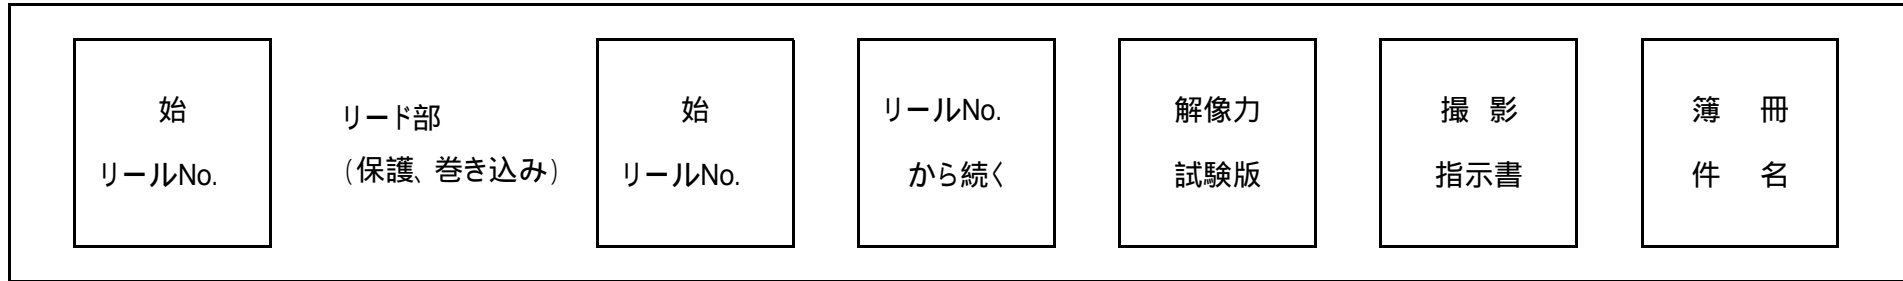 始
リールNo.
リード部
(保護、巻き込み)
始
リールNo.
リールNo.
から続く
解像力
試験版
撮 影
指示書
簿 冊
件 名